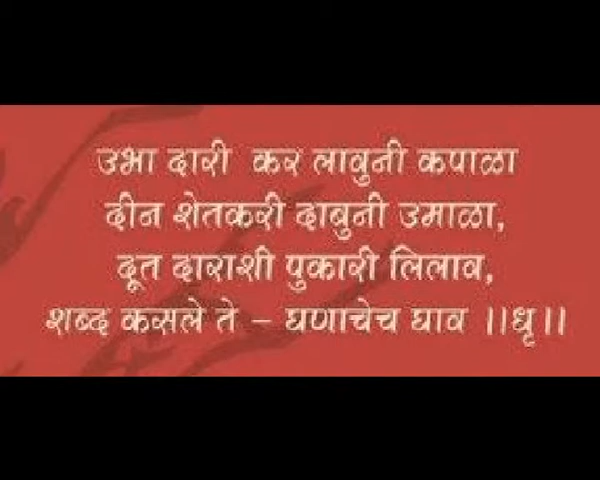 उभा दारी कर लावुनी कपाळा
दीन शेतकरी दाबुनी उमाळा,
दूत दाराशी पुकारी लिलाव,
शब्द कसले ते – घणाचेच घाव ।।धृ।।